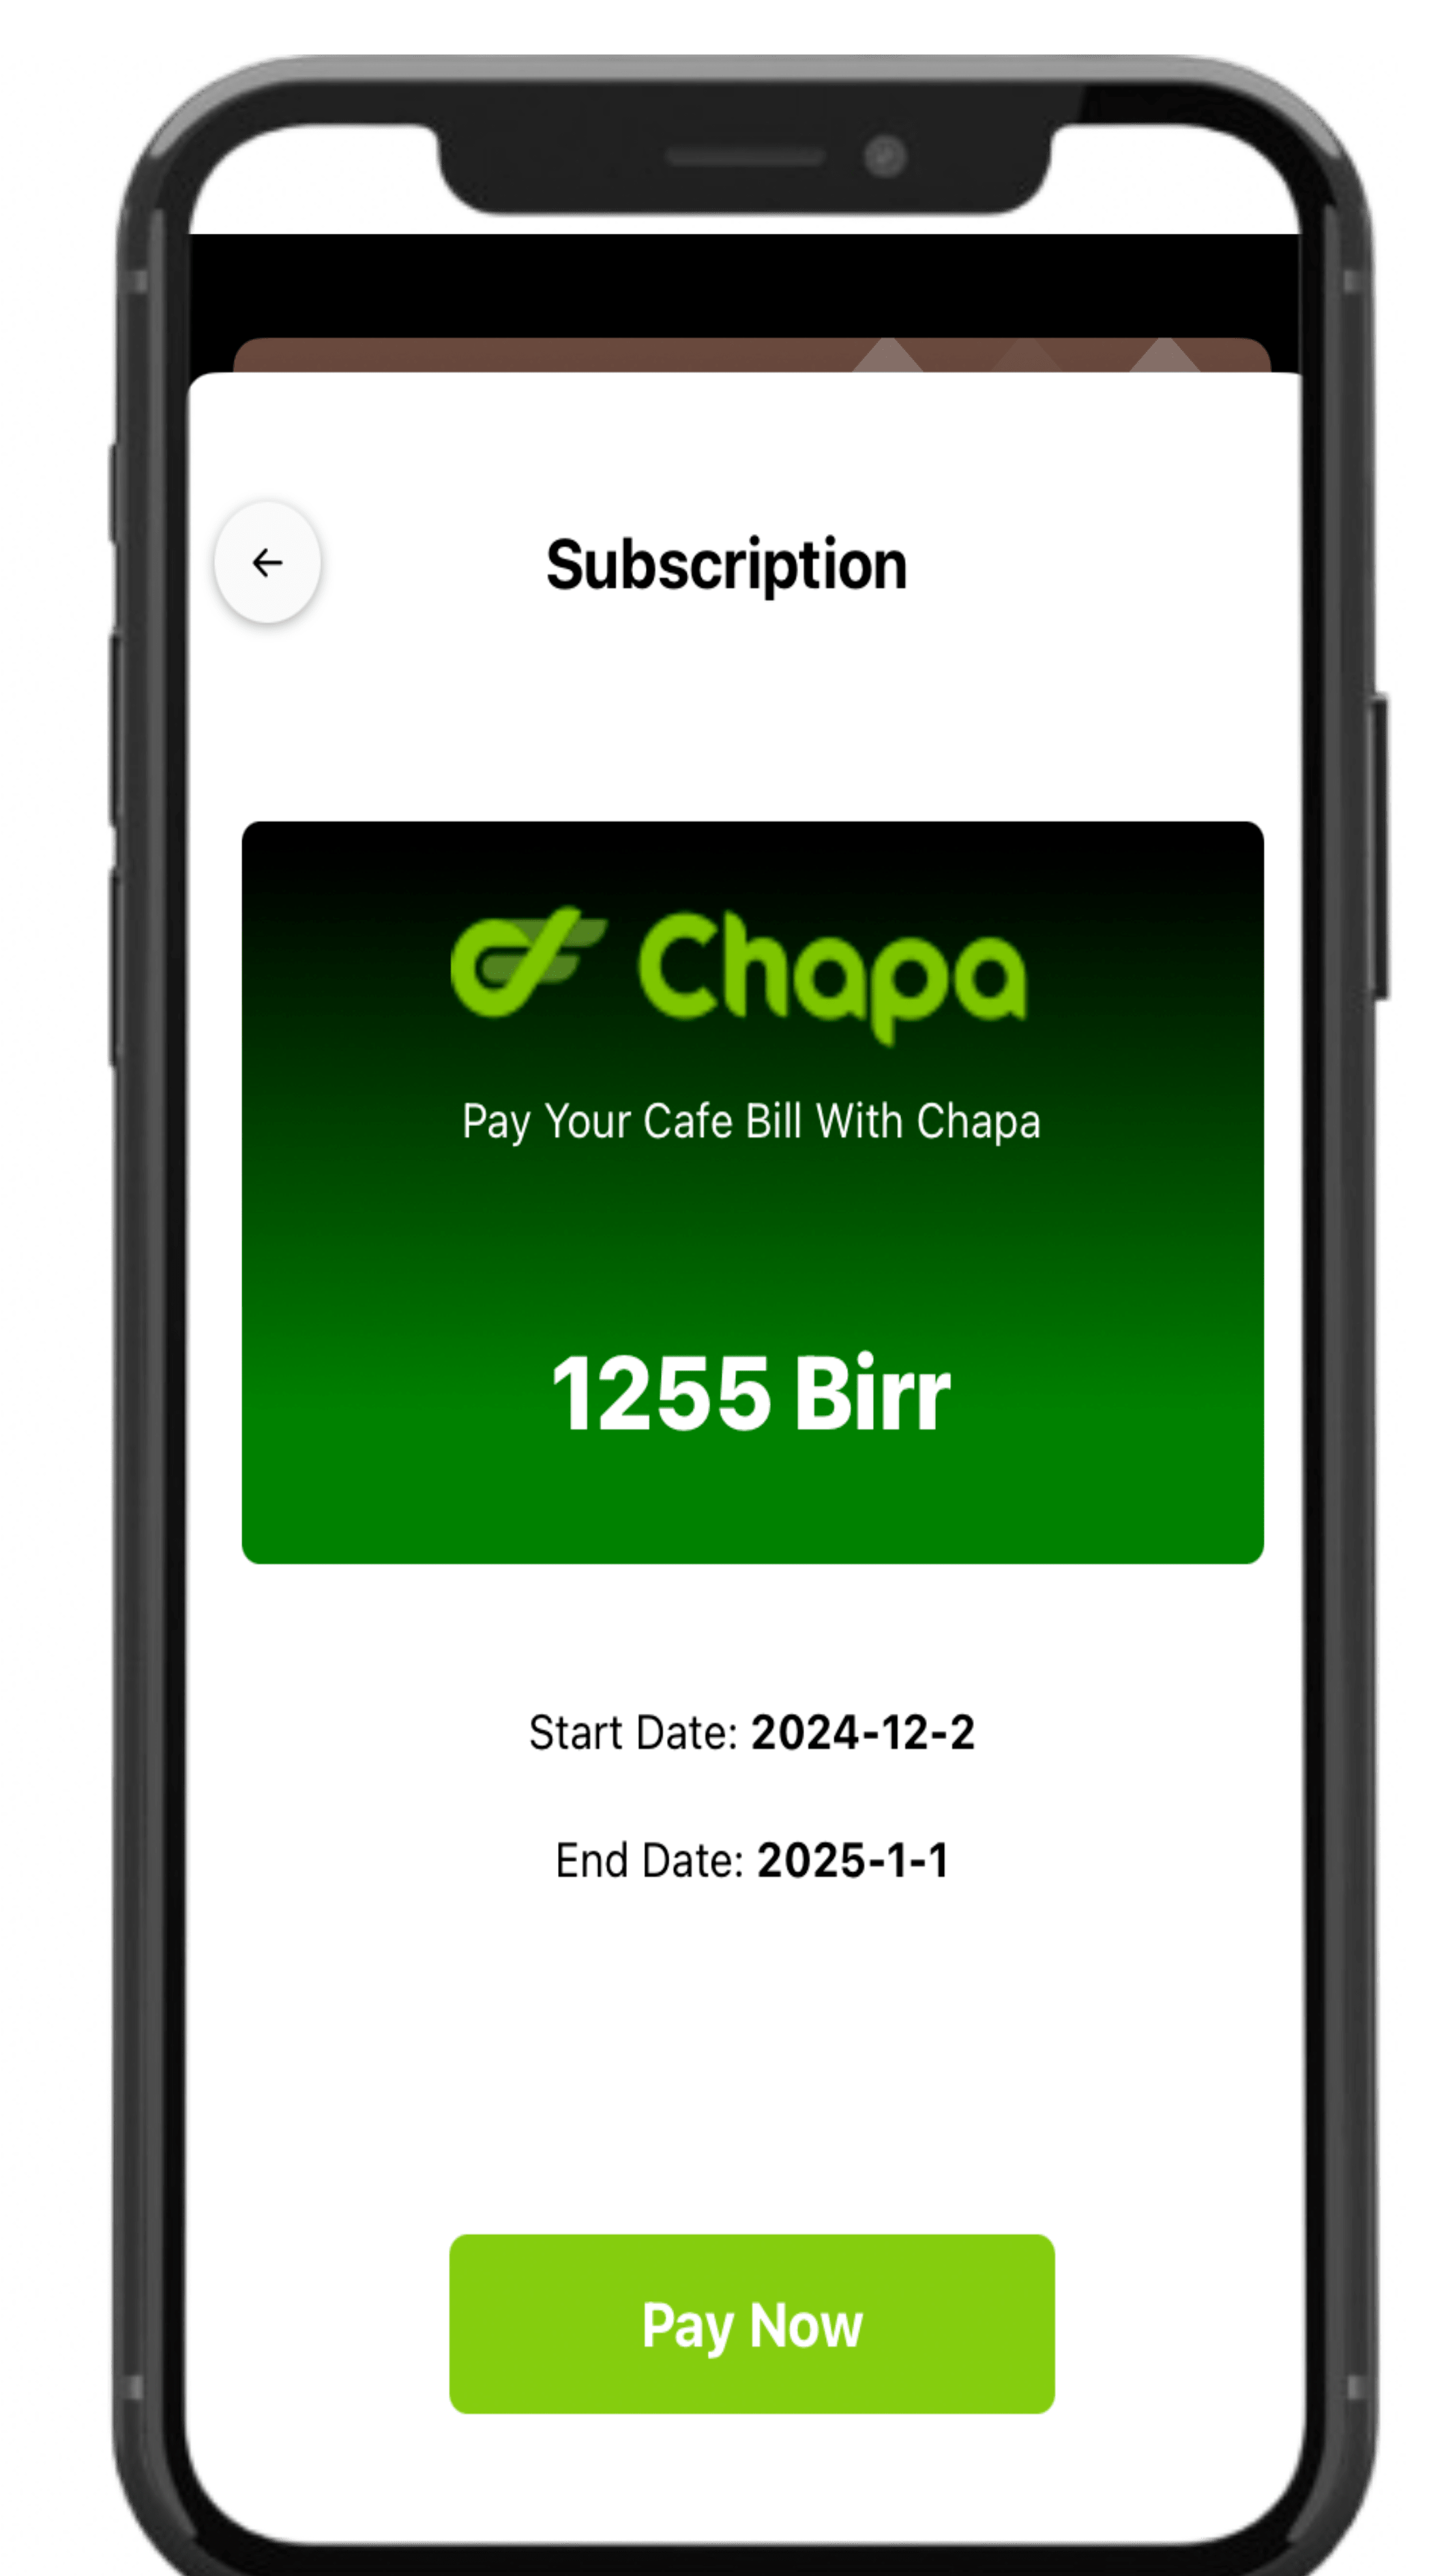 Subscription
Chapa
Pay Your Cafe Bill With Chapa
1255 Birr
Start Date: 2024-12-2
End Date: 2025-1-1
Pay Now